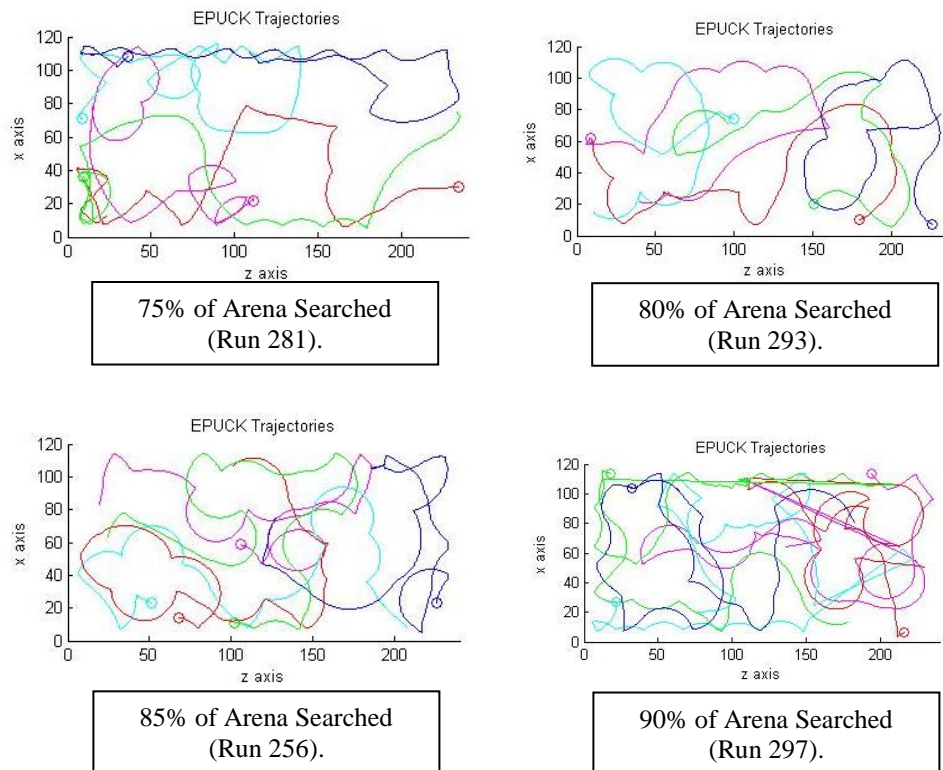 EPUCK Trajectories
120
100
80
60
40
20
0
x axis
0 50 100 150 200
z axis
75% of Arena Searched
(Run 281).
EPUCK Trajectories
120
100
80
60
40
20
0
x axis
0 50 100 150 200
z axis
80% of Arena Searched
(Run 293).
EPUCK Trajectories
120
100
80
60
40
20
0
x axis
0 50 100 150 200
z axis
85% of Arena Searched
(Run 256).
EPUCK Trajectories
120
100
80
60
40
20
0
x axis
0 50 100 150 200
z axis
90% of Arena Searched
(Run 297).